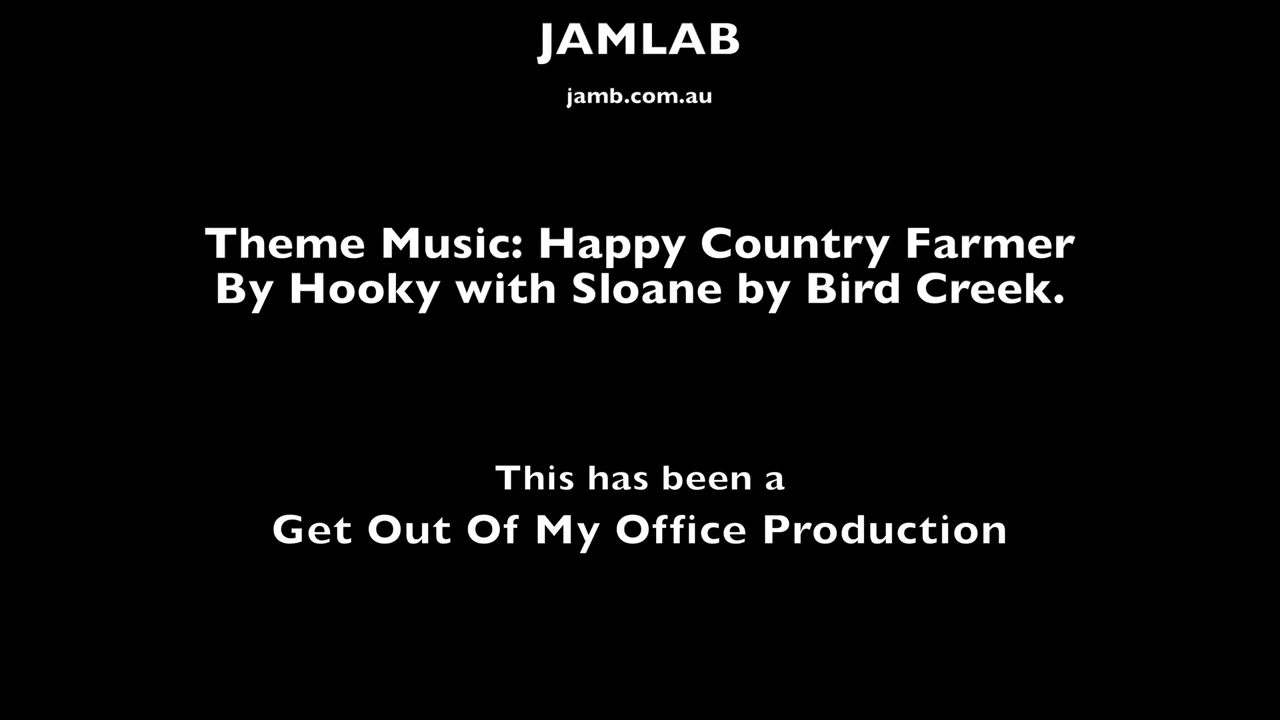 JAMLAB
jamb.com.au
Theme Music: Happy Country Farmer
By Hooky with Sloane by Bird Creek.
This has been a
Get Out Of My Office Production